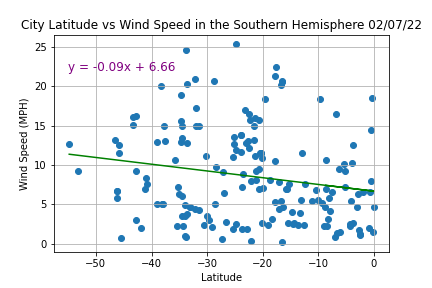 City Latitude vs Wind Speed in the Southern Hemisphere 02/07/22
25
y = -0.09x + 6.66
20
15
10
5
0
Wind Speed (MPH)
−50 −40 −30 −20 −10 0
Latitude